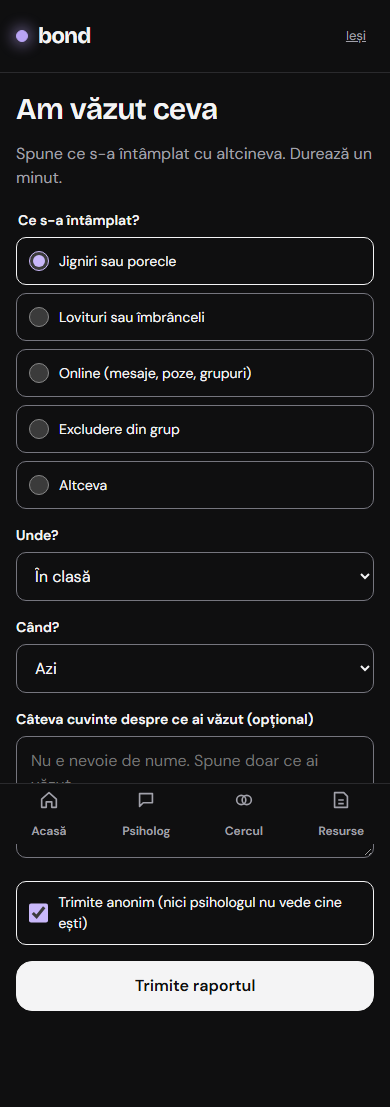 bond
Ieși
Am văzut ceva
Spune ce s-a întâmplat cu altcineva. Durează un
minut.
Ce s-a întâmplat?
Jigniri sau porecle
Lovituri sau îmbrânceli
Online (mesaje, poze, grupuri)
Excludere din grup
Altceva
Unde?
În clasă
Când?
Azi
Câteva cuvinte despre ce ai văzut (opțional)
Nu e nevoie de nume. Spune doar ce ai
văzut
Acasă
Psiholog
Cercul
Resurse
Trimite anonim (nici psihologul nu vede cine
ești)
Trimite raportul